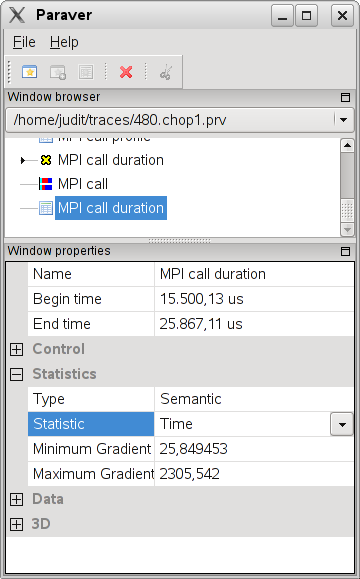 Paraver
File Help
Window browser
/home/judit/traces/480.chop1.prv
MPI call profile
MPI call duration
MPI call
MPI call duration
Window properties
Name MPI call duration
Begin time 15.500,13 us
End time 25.867,11 us
Control
Statistics
Type Semantic
Statistic Time
Minimum Gradient 25,849453
Maximum Gradient 2305,542
Data
3D